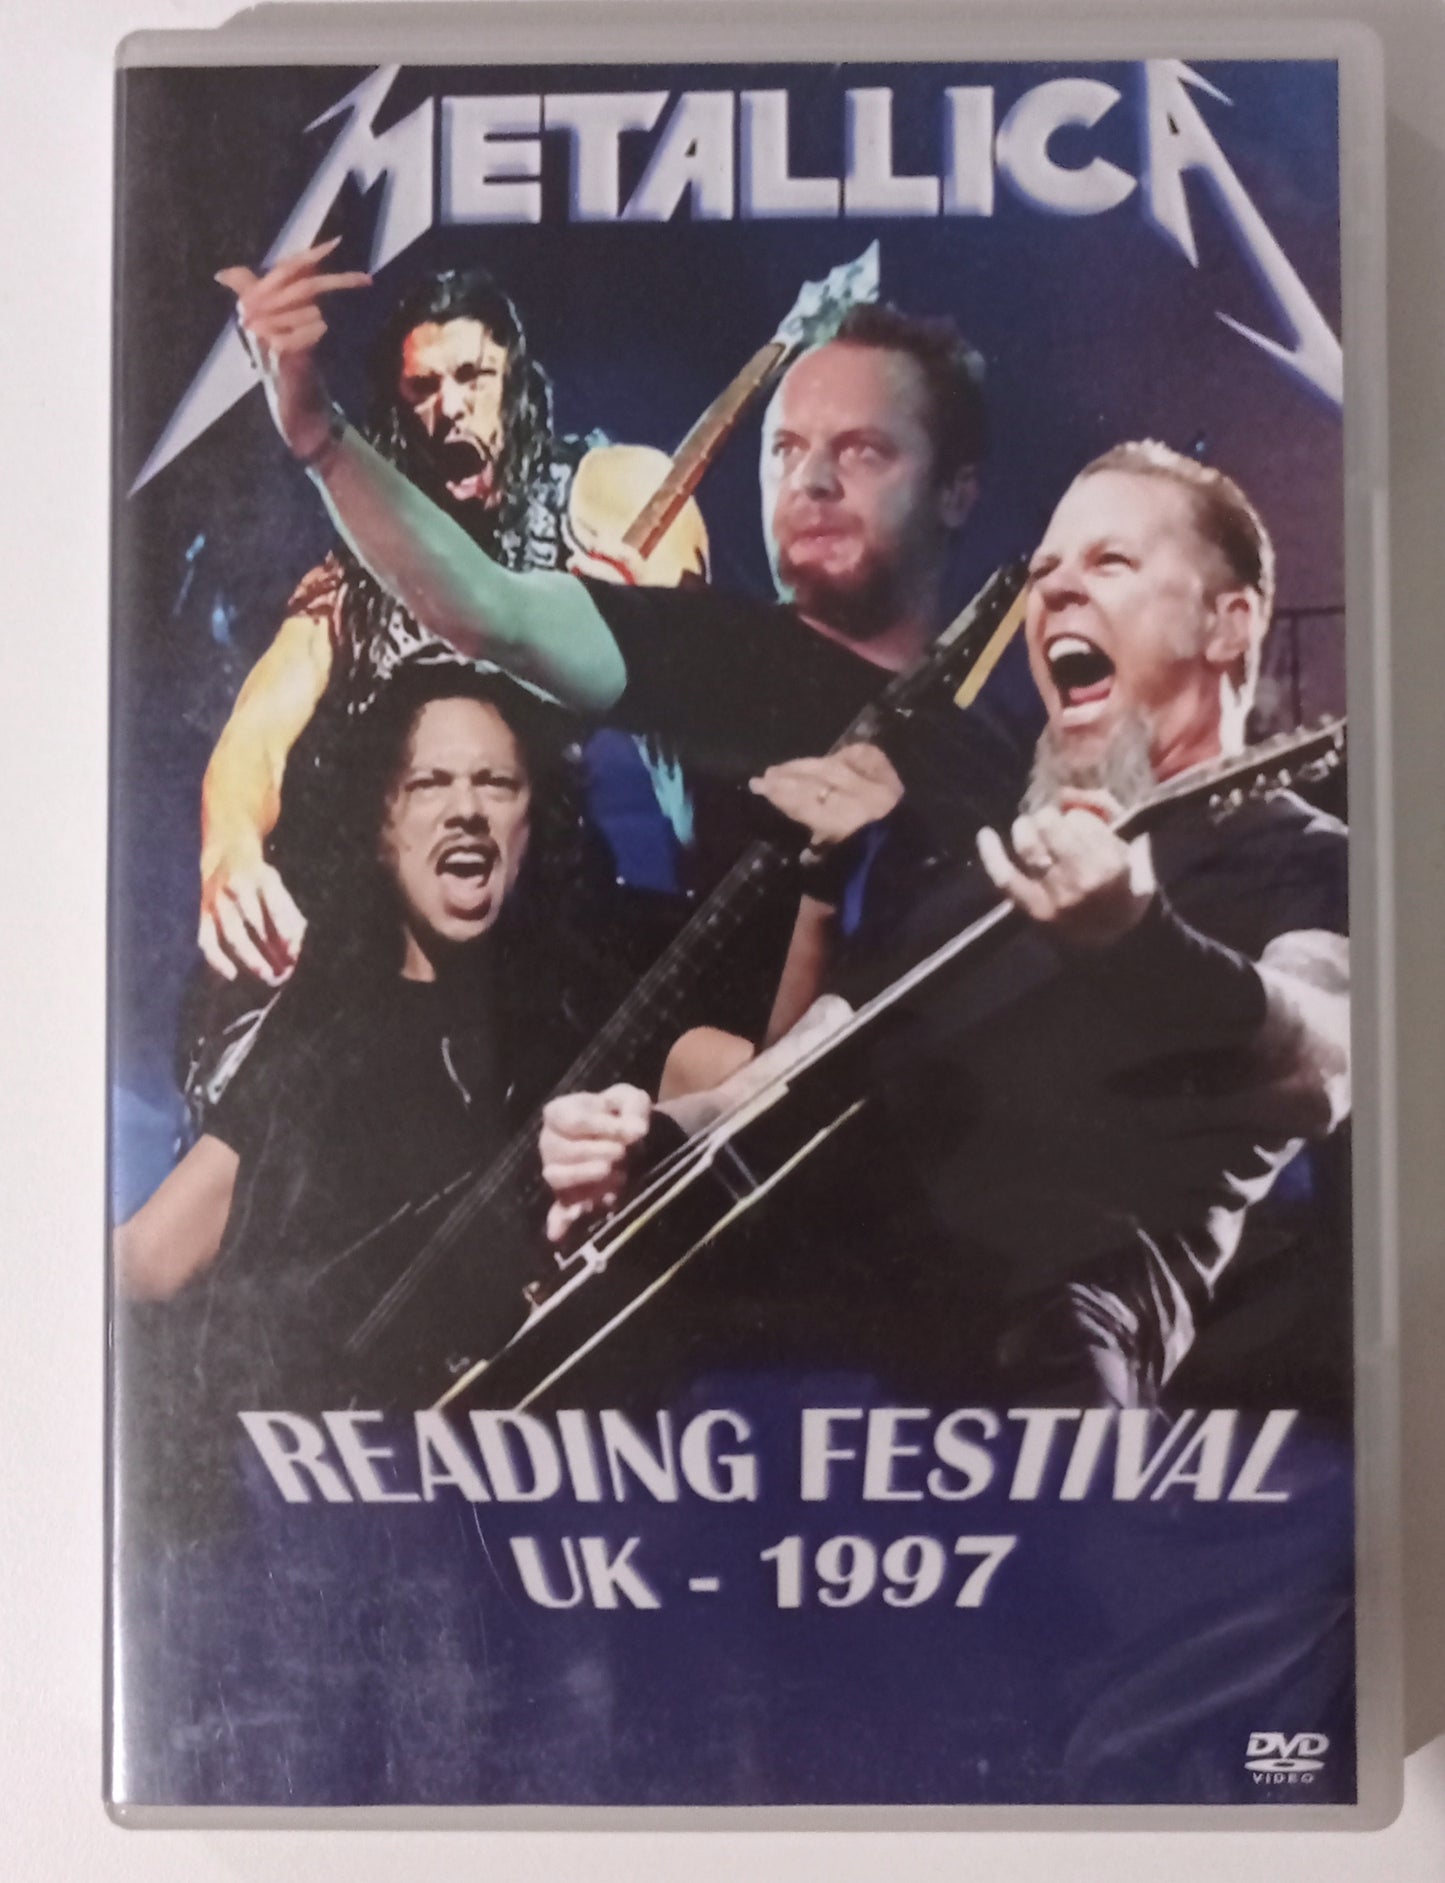 METALLICA
READING FESTIVAL
UK - 1997
DVD
VIDEO